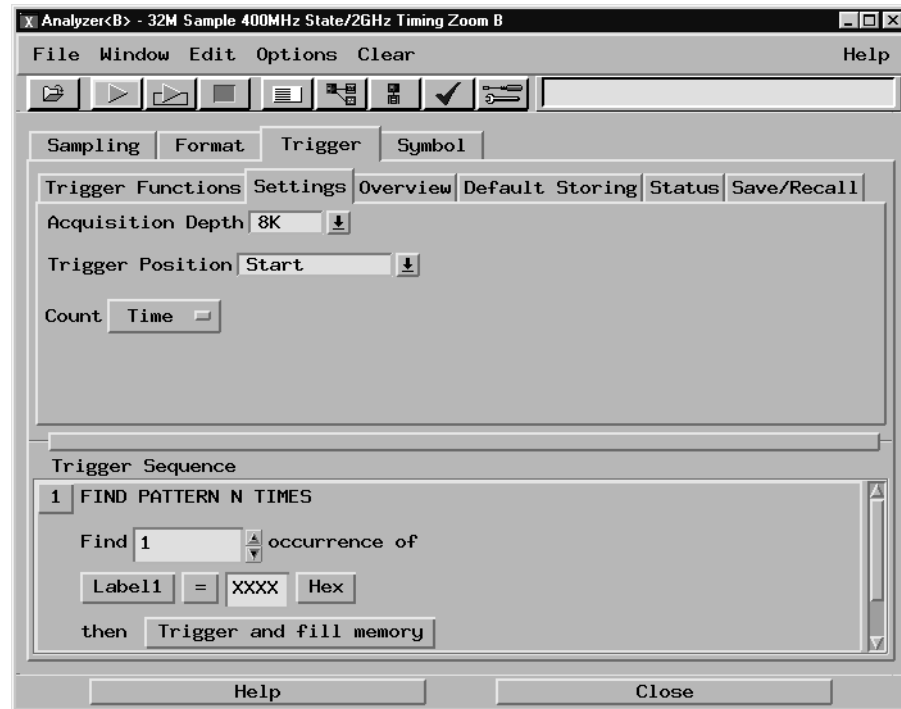 Analyzer<B> - 32M Sample 400MHz State/2GHz Timing Zoom B
File Window Edit Options Clear Help
Sampling Format Trigger Symbol
Trigger Functions Settings Overview Default Storing Status Save/Recall
Acquisition Depth 8K
Trigger Position Start
Count Time
Trigger Sequence
1 FIND PATTERN N TIMES
Find 1 occurrence of
Label1 = XXXX Hex
then Trigger and fill memory
Help Close